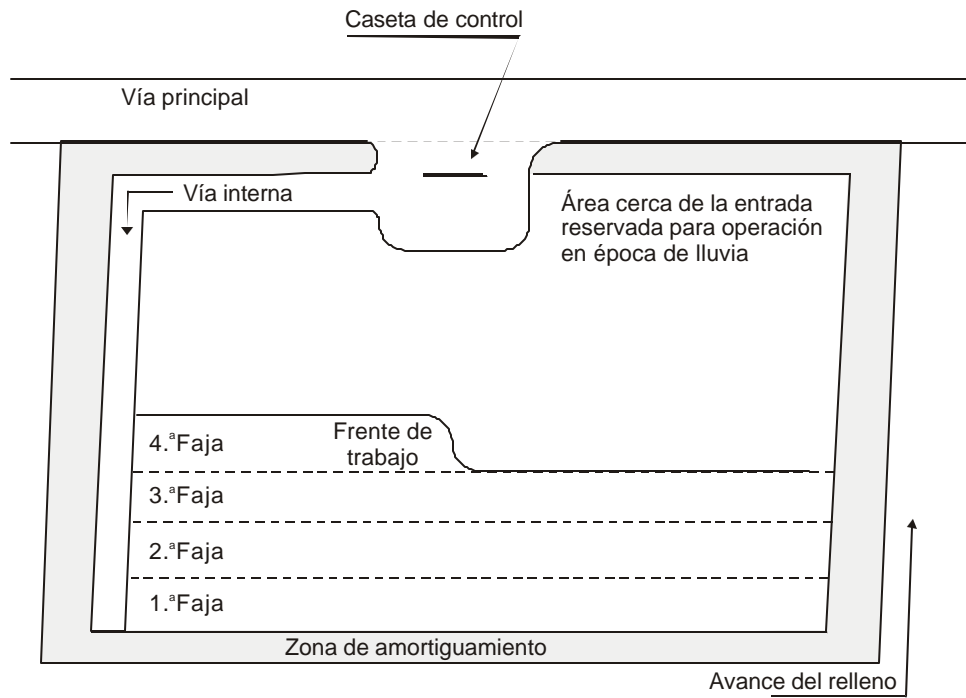 Caseta de control
Vía principal
Vía interna
Área cerca de la entrada
reservada para operación
en época de lluvia
4.ªFaja
Frente de
trabajo
3.ªFaja
2.ªFaja
1.ªFaja
Zona de amortiguamiento
Avance del relleno